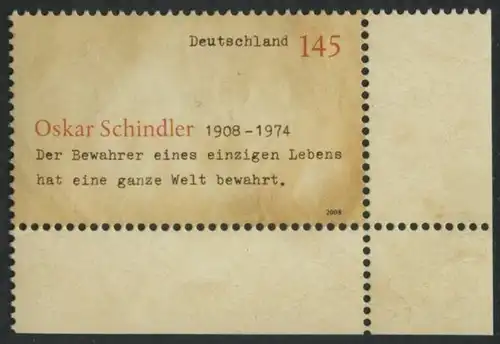 Deutschland 145
Oskar Schindler 1908-1974
Der Bewahrer eines einzigen Lebens
hat eine ganze Welt bewahrt.
2008